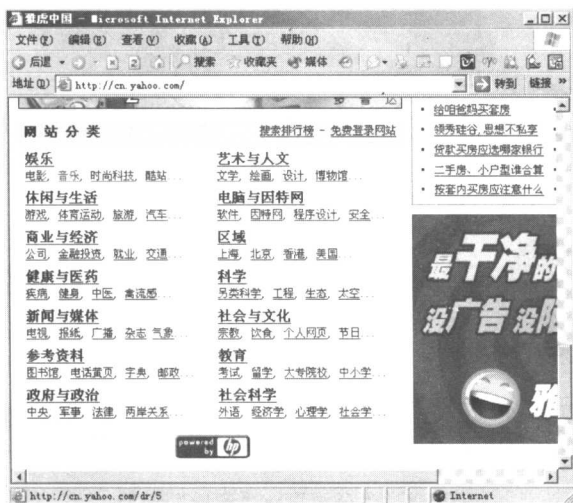 雅虎中国 - Microsoft Internet Explorer
文件(F) 编辑(E) 查看(V) 收藏(A) 工具(T) 帮助(H)
后退 搜索 收藏夹 媒体
地址(D) http://cn.yahoo.com/ 转到 链接 »
网站分类 搜索排行榜 - 免费登录网站
娱乐
电影, 音乐, 时尚科技, 酷站...
休闲与生活
游戏, 体育运动, 旅游, 汽车...
商业与经济
公司, 金融投资, 就业, 交通...
健康与医药
疾病, 健身, 中医, 禽流感...
新闻与媒体
电视, 报纸, 广播, 杂志 气象...
参考资料
图书馆, 电话黄页, 字典, 邮政...
政府与政治
中央, 军事, 法律, 两岸关系...
艺术与人文
文学, 绘画, 设计, 博物馆...
电脑与因特网
软件, 因特网, 程序设计, 安全...
区域
上海, 北京, 香港, 美国...
科学
另类科学, 工程, 生态, 太空...
社会与文化
宗教, 饮食, 个人网页, 节日...
教育
考试, 留学, 大专院校, 中小学...
社会科学
外语, 经济学, 心理学, 社会学...
powered by hp
· 给咱爸妈买套房
· 领秀硅谷,思想不私享
· 贷款买房应选哪家银行
· 二手房、小户型谁合算
· 按套内买房应注意什么
最干净的
没广告 没
雅
http://cn.yahoo.com/dr/5 Internet